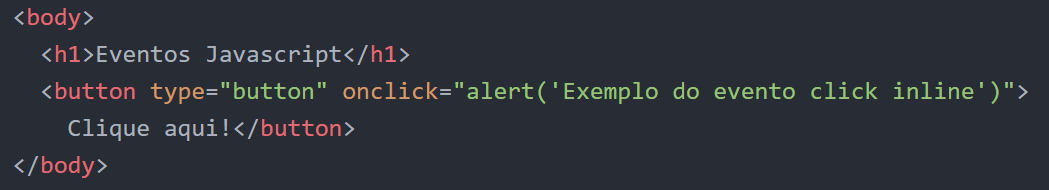 <body>
<h1>Eventos Javascript</h1>
<button type="button" onclick="alert('Exemplo do evento click inline')">
Clique aqui!</button>
</body>